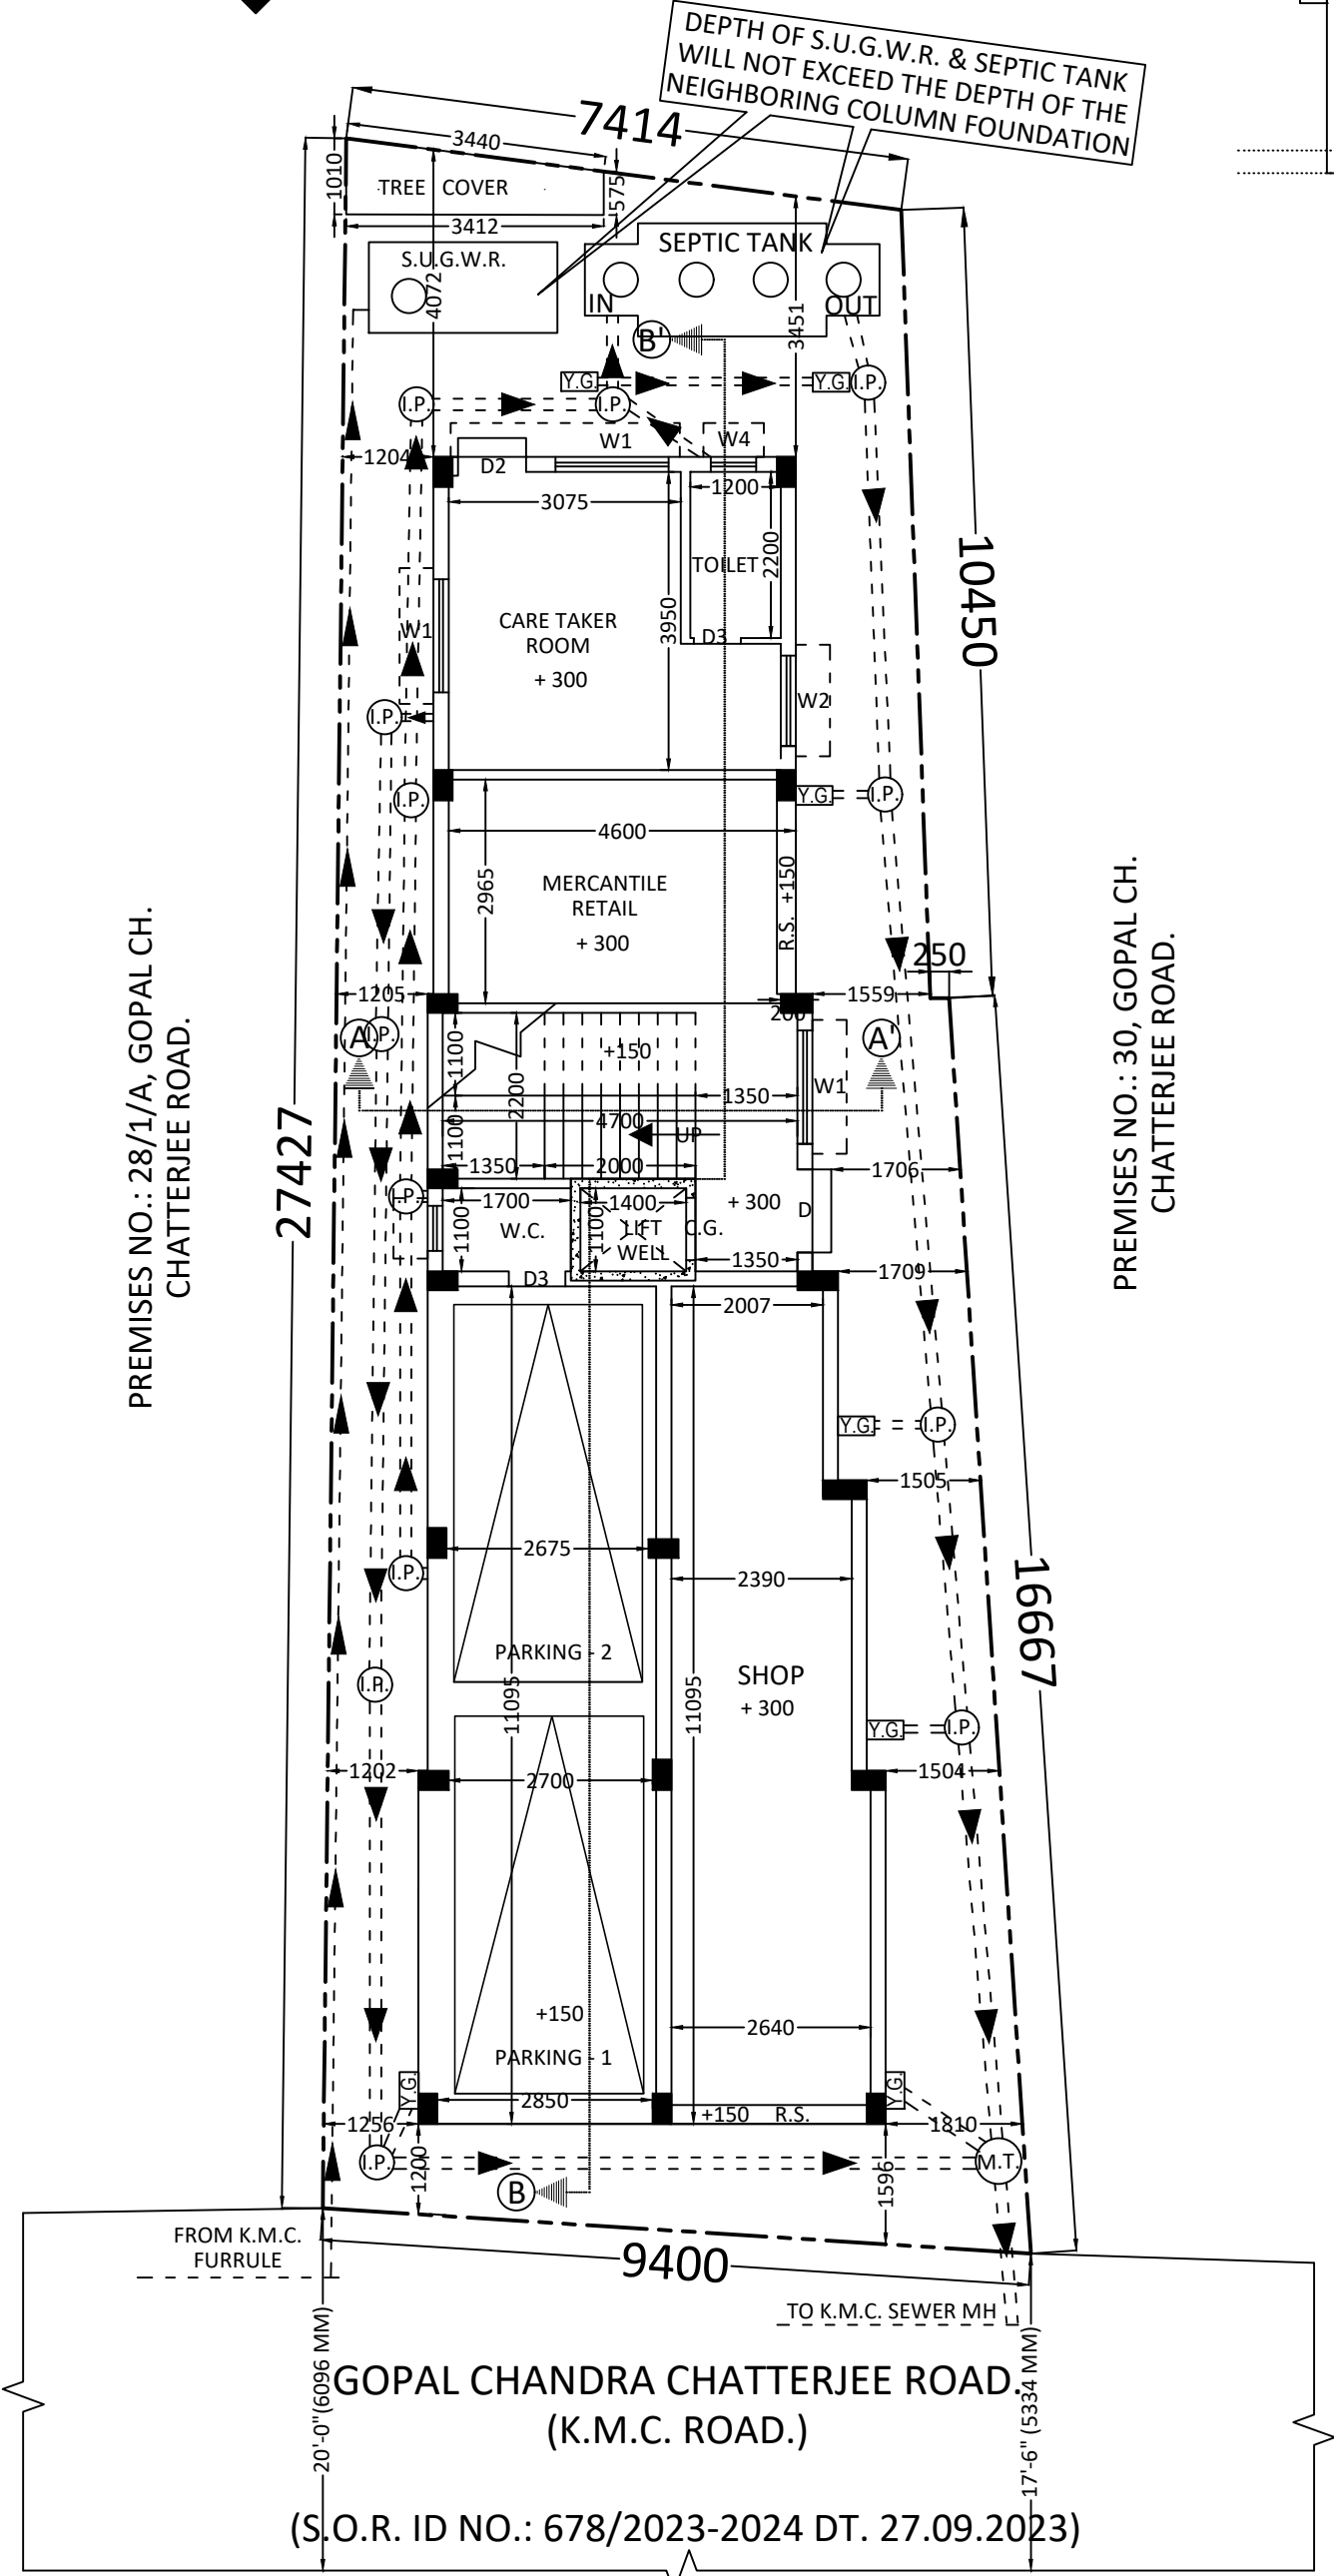 DEPTH OF S.U.G.W.R. & SEPTIC TANK
WILL NOT EXCEED THE DEPTH OF THE
NEIGHBORING COLUMN FOUNDATION
7414
3440
1010
TREE COVER
575
3412
S.U.G.W.R.
4072
SEPTIC TANK
IN
OUT
3451
B'
Y.G.
Y.G.
I.P.
I.P.
I.P.
W1
W4
1204
D2
1200
3075
TOILET
2200
10450
CARE TAKER
ROOM
+ 300
3950
D3
W1
W2
I.P.
I.P.
Y.G.
I.P.
4600
2965
MERCANTILE
RETAIL
+ 300
R.S. +150
250
1205
1559
200
A
I.P.
A'
1100
2200
+150
1350
W1
4700
1100
UP
1350
2000
1706
27427
PREMISES NO.: 28/1/A, GOPAL CH.
CHATTERJEE ROAD.
PREMISES NO.: 30, GOPAL CH.
CHATTERJEE ROAD.
I.P.
1700
1400
+ 300
D
1100
W.C.
1100
LIFT
WELL
C.G.
1350
D3
1709
2007
Y.G.
I.P.
1505
2675
2390
I.P.
16667
PARKING - 2
SHOP
+ 300
I.P.
11095
11095
Y.G.
I.P.
1202
2700
1504
+150
2640
PARKING - 1
Y.G.
2850
Y.G.
+150 R.S.
1256
1810
I.P.
1200
M.T.
1596
B
FROM K.M.C.
FURRULE
9400
TO K.M.C. SEWER MH
20'-0"(6096 MM)
17'-6" (5334 MM)
GOPAL CHANDRA CHATTERJEE ROAD.
(K.M.C. ROAD.)
(S.O.R. ID NO.: 678/2023-2024 DT. 27.09.2023)